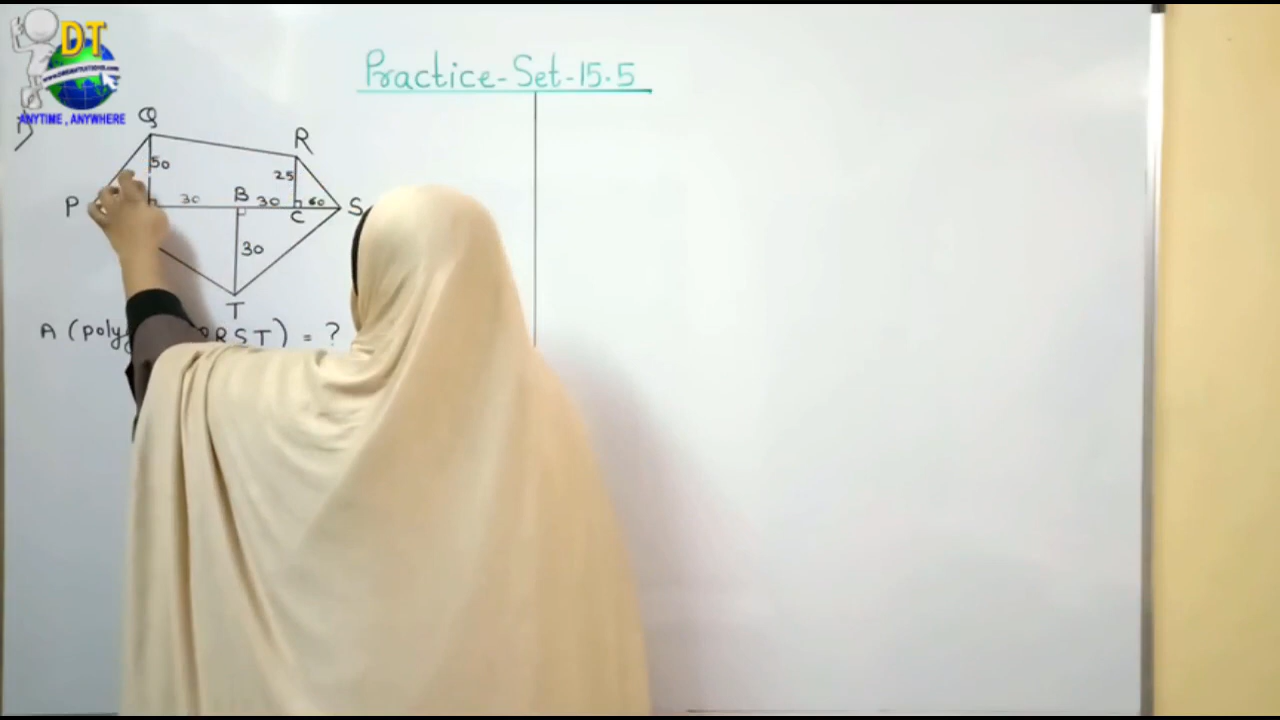 DT
ANYTIME , ANYWHERE
Practice-Set-15.5
Q
R
50
25
P
30
B
30
60
S
C
30
T
A (poly RST) = ?